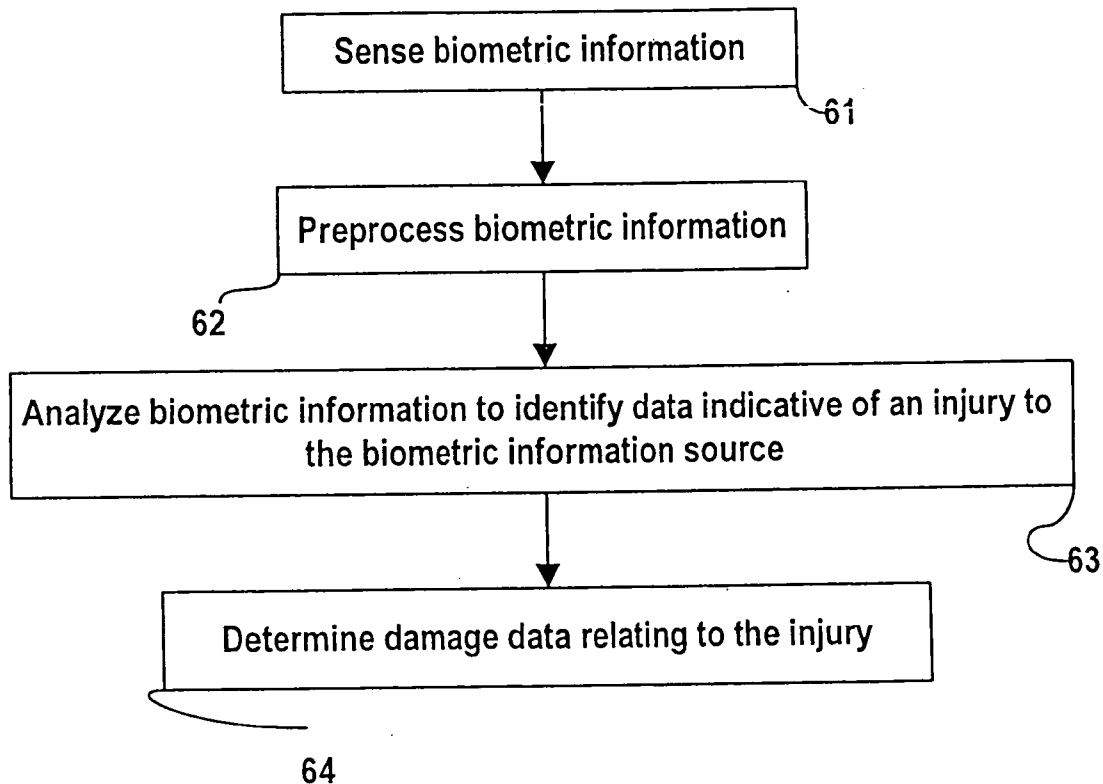 Sense biometric information
61
Preprocess biometric information
62
Analyze biometric information to identify data indicative of an injury to
the biometric information source
63
Determine damage data relating to the injury
64